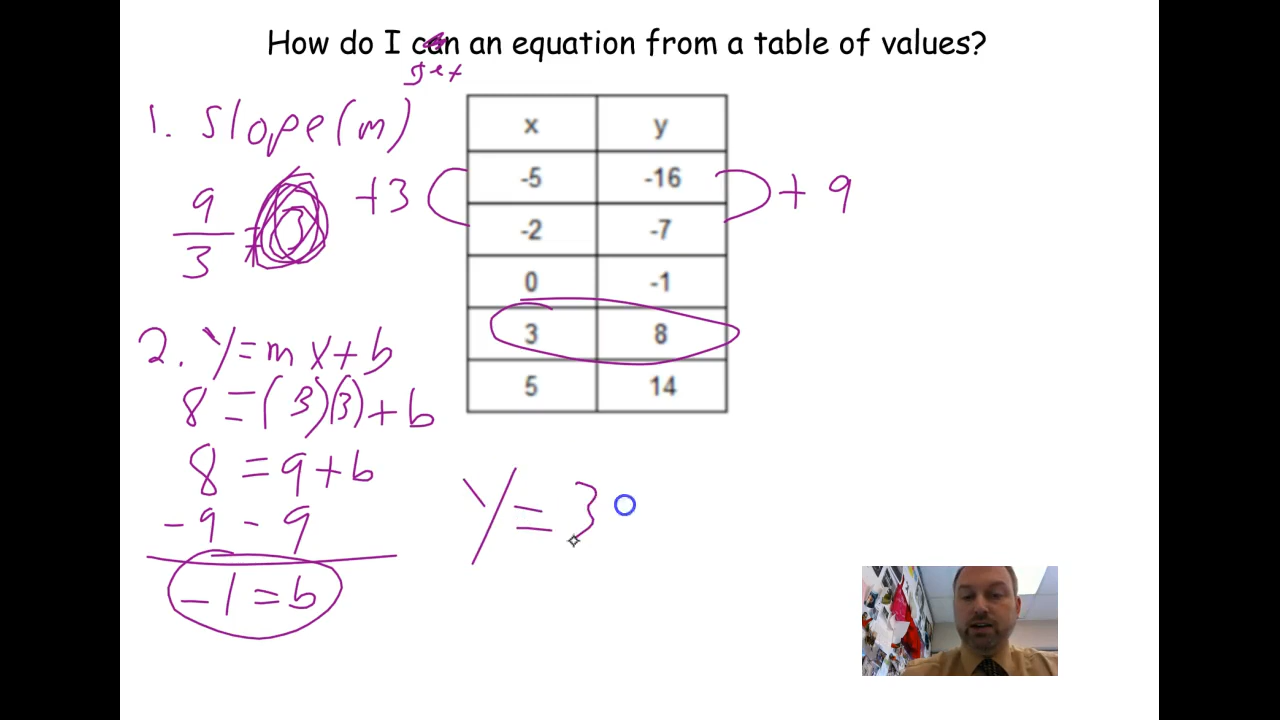 How do I can an equation from a table of values?
get
1. Slope (m)
x y
-5 -16
+3 + 9
9/3 = 3
-2 -7
0 -1
3 8
5 14
2. Y = mx + b
8 = (3)(3) + b
8 = 9 + b
-9 -9
-1 = b
Y = 3